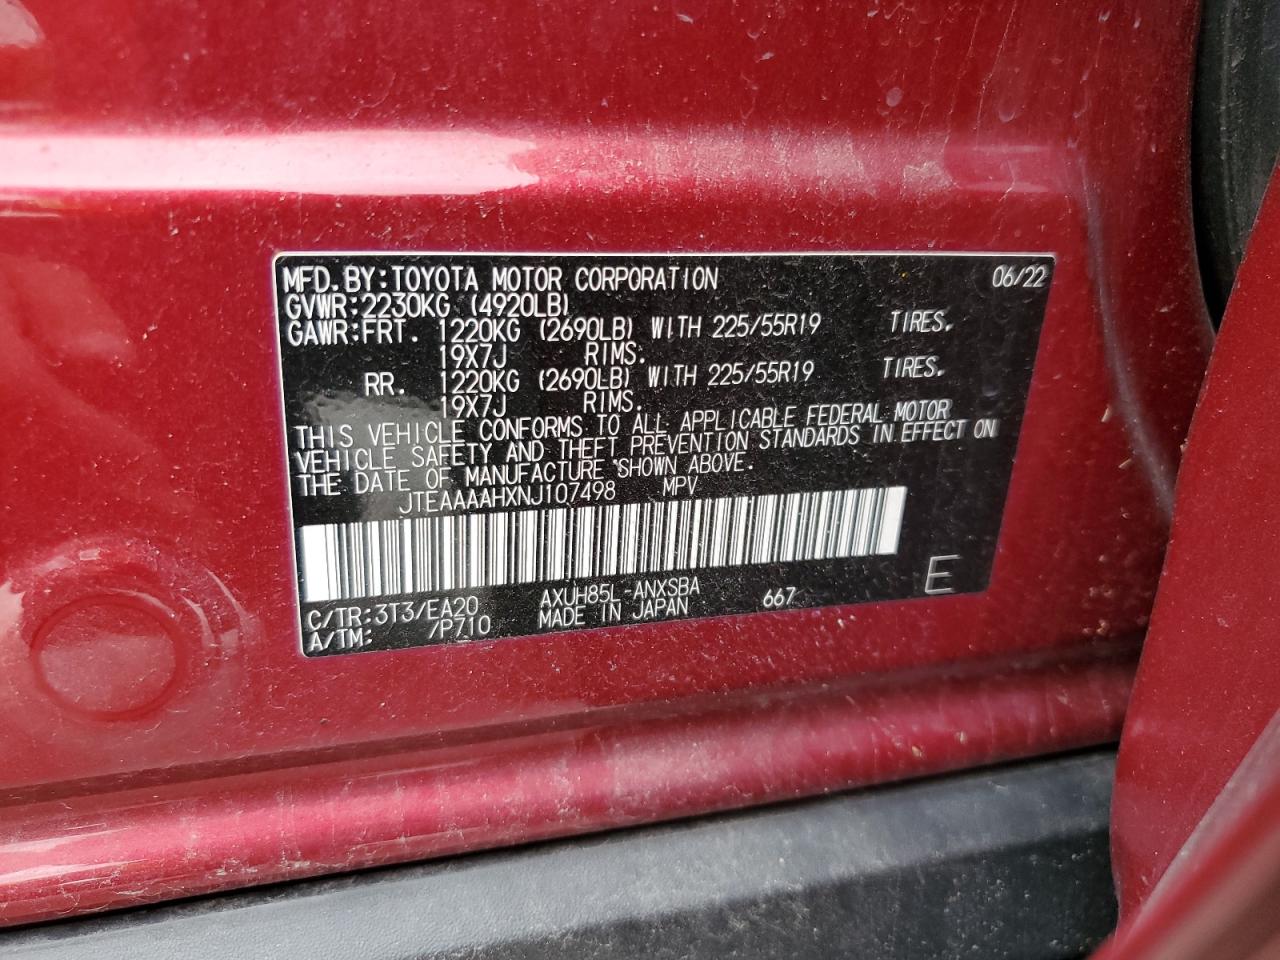 MFD. BY: TOYOTA MOTOR CORPORATION 06/22
GVWR: 2230KG (4920LB)
GAWR: FRT. 1220KG (2690LB) WITH 225/55R19 TIRES.
19X7J RIMS.
RR. 1220KG (2690LB) WITH 225/55R19 TIRES.
19X7J RIMS.
THIS VEHICLE CONFORMS TO ALL APPLICABLE FEDERAL MOTOR
VEHICLE SAFETY AND THEFT PREVENTION STANDARDS IN EFFECT ON
THE DATE OF MANUFACTURE SHOWN ABOVE.
JTEAAAAHXNJ107498 MPV
C/TR: 3T3/EA20 AXUH85L-ANXSBA 667 E
A/TM: /P710 MADE IN JAPAN